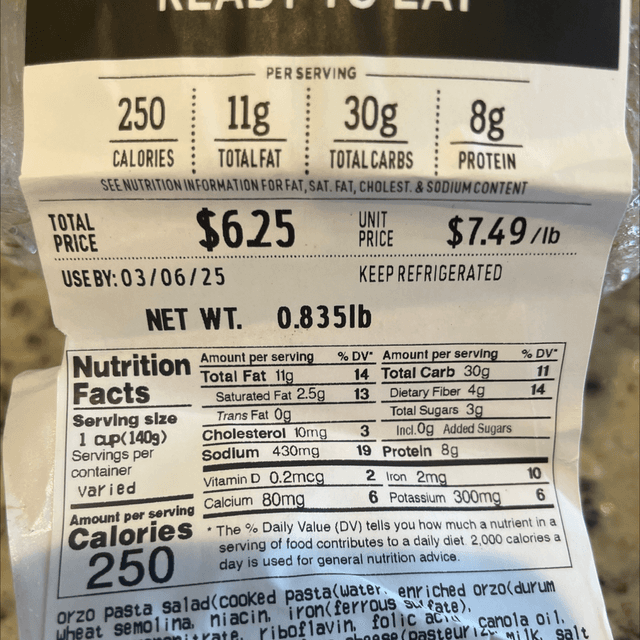 READY TO EAT
PER SERVING
250 11g 30g 8g
CALORIES TOTAL FAT TOTAL CARBS PROTEIN
SEE NUTRITION INFORMATION FOR FAT, SAT. FAT, CHOLEST. & SODIUM CONTENT
TOTAL PRICE $6.25 UNIT PRICE $7.49/lb
USE BY: 03/06/25 KEEP REFRIGERATED
NET WT. 0.835lb
Nutrition Facts
Serving size
1 cup(140g)
Servings per
container
varied
Amount per serving
Calories
250
Amount per serving % DV*
Total Fat 11g 14
Saturated Fat 2.5g 13
Trans Fat 0g
Cholesterol 10mg 3
Sodium 430mg 19
Amount per serving % DV*
Total Carb 30g 11
Dietary Fiber 4g 14
Total Sugars 3g
Incl.0g Added Sugars
Protein 8g
Vitamin D 0.2mcg 2 Iron 2mg 10
Calcium 80mg 6 Potassium 300mg 6
* The % Daily Value (DV) tells you how much a nutrient in a
serving of food contributes to a daily diet. 2,000 calories a
day is used for general nutrition advice.
orzo pasta salad(cooked pasta(water, enriched orzo(durum
wheat semolina, niacin, iron(ferrous sulfate),
riboflavin, folic acid, canola oil,
milk, salt